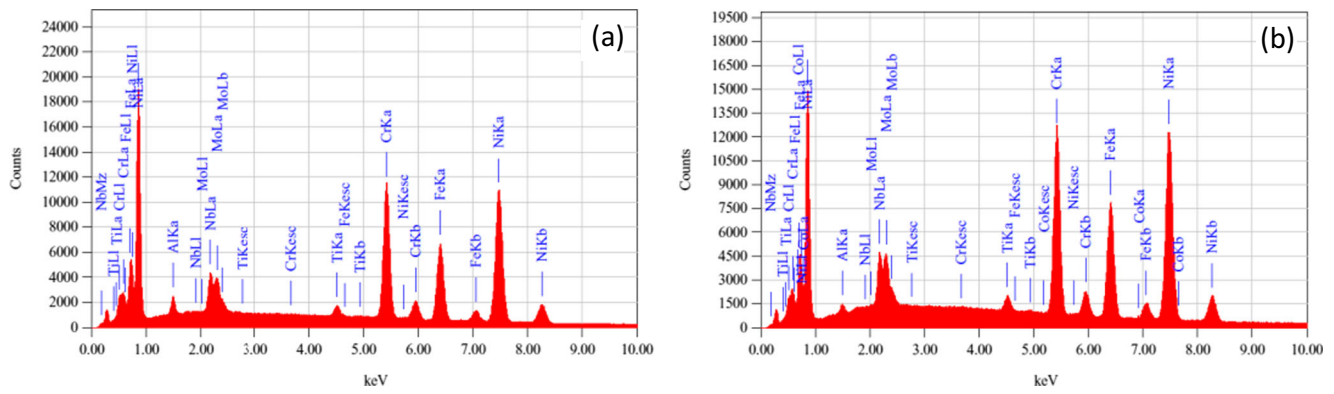 (a)
24000
22000
20000
18000
16000
14000
12000
10000
8000
6000
4000
2000
0
Counts
NbMz
TiLl
TiLa
CrLl
CrLa
FeLl
FeLa
NiLl
NiLa
AlKa
NbLl
NbLa
MoLl
MoLa
MoLb
TiKesc
CrKesc
TiKa
FeKesc
TiKb
CrKa
NiKesc
CrKb
FeKa
FeKb
NiKa
NiKb
0.00 1.00 2.00 3.00 4.00 5.00 6.00 7.00 8.00 9.00 10.00
keV
(b)
19500
18000
16500
15000
13500
12000
10500
9000
7500
6000
4500
3000
1500
0
Counts
NbMz
TiLl
TiLa
CrLl
CrLa
FeLl
FeLa
NiLl
CoLa
CoLl
NiLa
AlKa
NbLl
MoLl
NbLa
MoLa
MoLb
TiKesc
CrKesc
TiKa
FeKesc
TiKb
CoKesc
CrKa
NiKesc
CrKb
FeKa
CoKa
FeKb
NiKa
CoKb
NiKb
0.00 1.00 2.00 3.00 4.00 5.00 6.00 7.00 8.00 9.00 10.00
keV